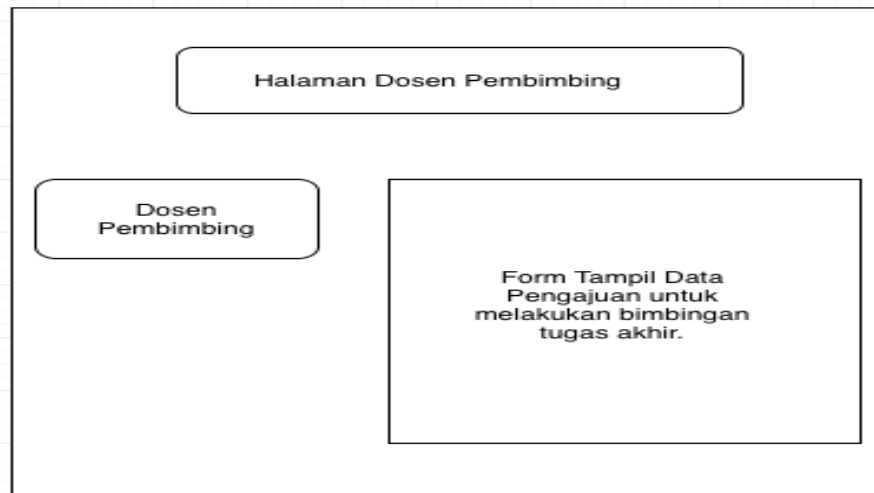 Halaman Dosen Pembimbing
Dosen
Pembimbing
Form Tampil Data
Pengajuan untuk
melakukan bimbingan
tugas akhir.